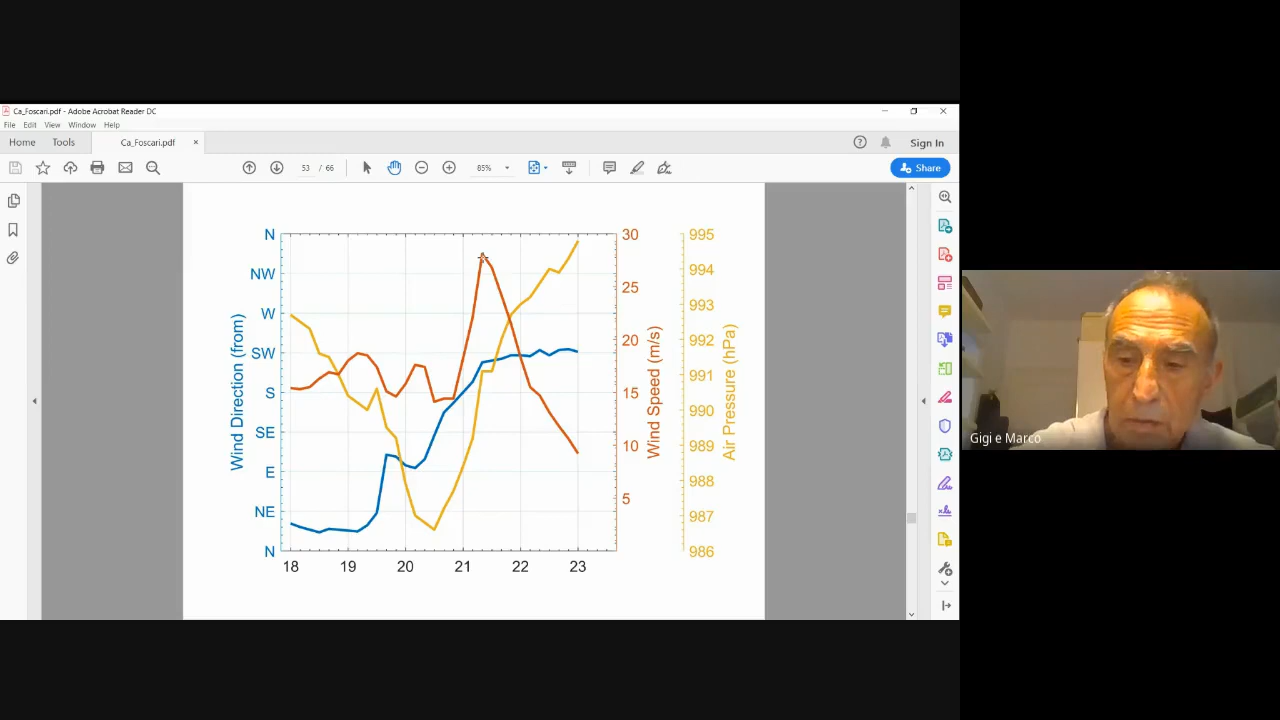 Ca_Foscari.pdf - Adobe Acrobat Reader DC
File Edit View Window Help
Home Tools Ca_Foscari.pdf × Sign In
53 / 66 85% Share
N 30 995
NW 25 994
W 993
SW 20 992
S 15 991
SE 10 990
E 989
NE 5 988
N 987
986
Wind Direction (from)
Wind Speed (m/s)
Air Pressure (hPa)
18 19 20 21 22 23
Gigi e Marco